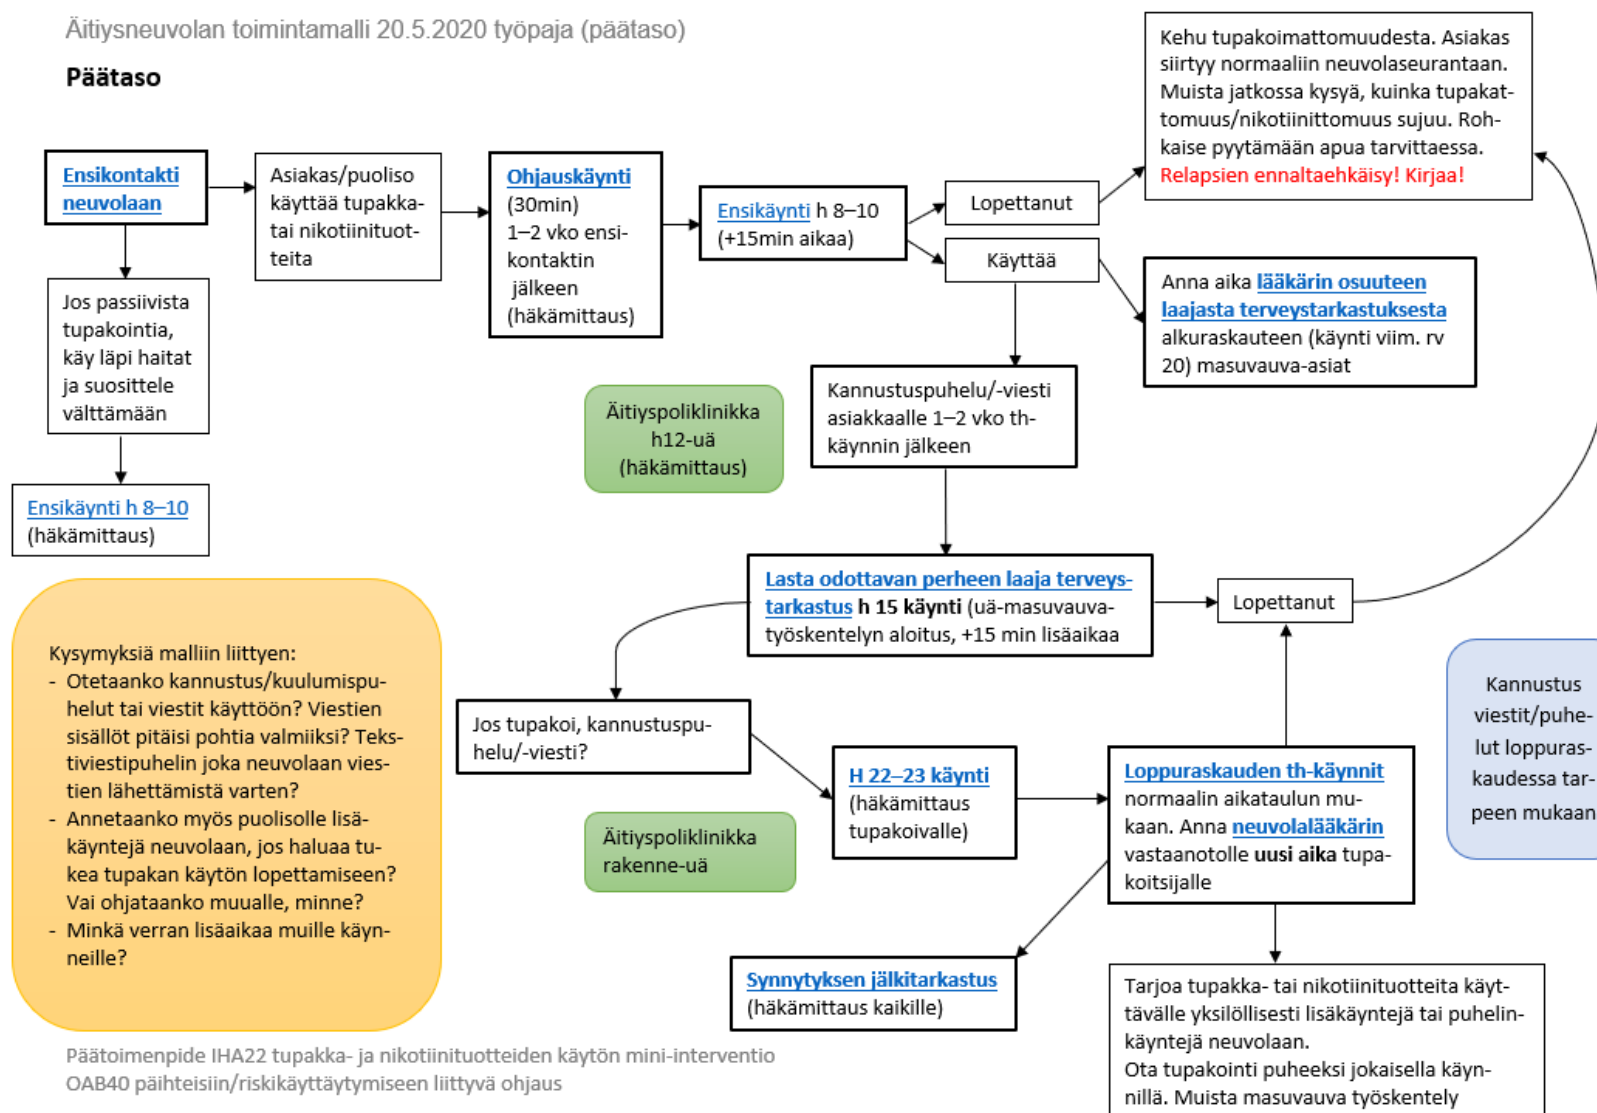 Äitiysneuvolan toimintamalli 20.5.2020 työpaja (päätaso)
Päätaso
Ensikontakti
neuvolaan
Asiakas/puoliso
käyttää tupakka-
tai nikotiinituot-
teita
Ohjauskäynti
(30min)
1–2 vko ensi-
kontaktin
jälkeen
(häkämittaus)
Ensikäynti h 8–10
(+15min aikaa)
Lopettanut
Käyttää
Kehu tupakoimattomuudesta. Asiakas
siirtyy normaaliin neuvolaseurantaan.
Muista jatkossa kysyä, kuinka tupakat-
tomuus/nikotiinittomuus sujuu. Roh-
kaise pyytämään apua tarvittaessa.
Relapsien ennaltaehkäisy! Kirjaa!
Anna aika lääkärin osuuteen
laajasta terveystarkastuksesta
alkuraskauteen (käynti viim. rv
20) masuvauva-asiat
Jos passiivista
tupakointia,
käy läpi haitat
ja suosittele
välttämään
Ensikäynti h 8–10
(häkämittaus)
Äitiyspoliklinikka
h12-uä
(häkämittaus)
Kannustuspuhelu/-viesti
asiakkaalle 1–2 vko th-
käynnin jälkeen
Lasta odottavan perheen laaja terveys-
tarkastus h 15 käynti (uä-masuvauva-
työskentelyn aloitus, +15 min lisäaikaa
Lopettanut
Kysymyksiä malliin liittyen:
- Otetaanko kannustus/kuulumispu-
helut tai viestit käyttöön? Viestien
sisällöt pitäisi pohtia valmiiksi? Teks-
tiviestipuhelin joka neuvolaan vies-
tien lähettämistä varten?
- Annetaanko myös puolisolle lisä-
käyntejä neuvolaan, jos haluaa tu-
kea tupakan käytön lopettamiseen?
Vai ohjataanko muualle, minne?
- Minkä verran lisäaikaa muille käyn-
neille?
Jos tupakoi, kannustuspu-
helu/-viesti?
H 22–23 käynti
(häkämittaus
tupakoivalle)
Äitiyspoliklinikka
rakenne-uä
Loppuraskauden th-käynnit
normaalin aikataulun mu-
kaan. Anna neuvolalääkärin
vastaanotolle uusi aika tupa-
koitsijalle
Kannustus
viestit/puhe-
lut loppuras-
kaudessa tar-
peen mukaan
Synnytyksen jälkitarkastus
(häkämittaus kaikille)
Tarjoa tupakka- tai nikotiinituotteita käyt-
tävälle yksilöllisesti lisäkäyntejä tai puhelin-
käyntejä neuvolaan.
Ota tupakointi puheeksi jokaisella käyn-
nillä. Muista masuvauva työskentely
Päätoimenpide IHA22 tupakka- ja nikotiinituotteiden käytön mini-interventio
OAB40 päihteisiin/riskikäyttäytymiseen liittyvä ohjaus